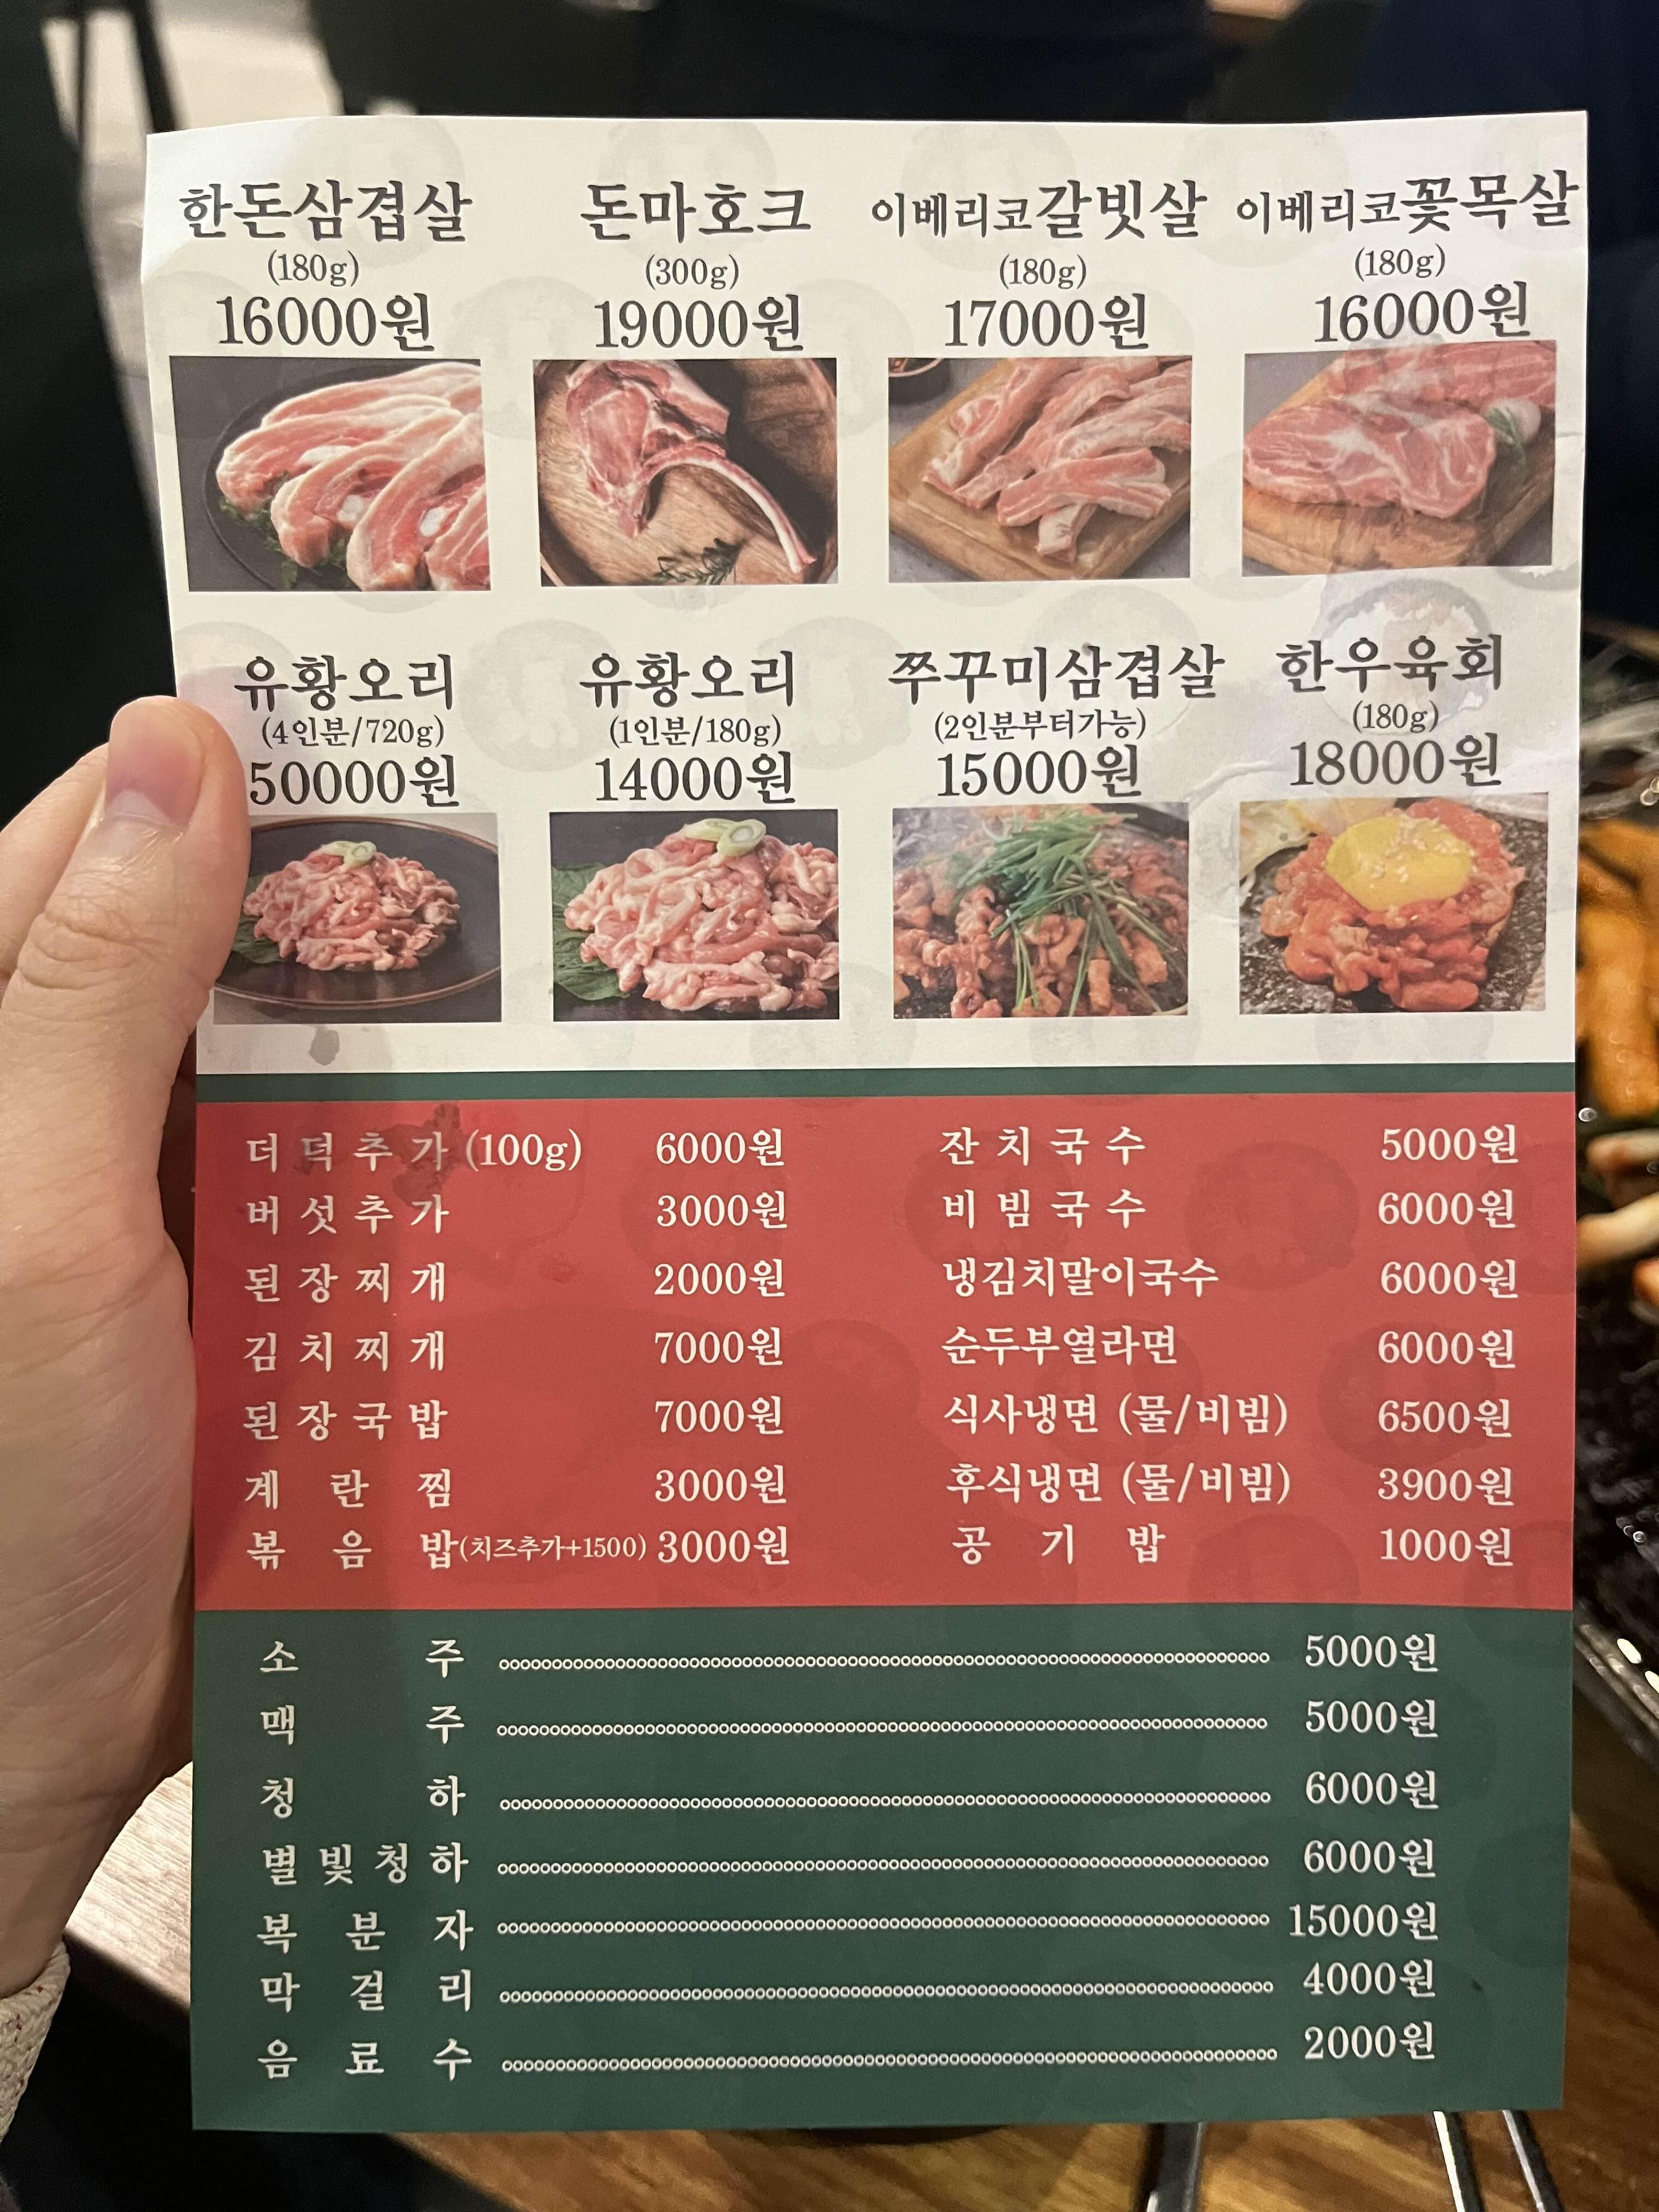 한돈삼겹살
(180g)
16000원
돈마호크
(300g)
19000원
이베리코갈빗살
(180g)
17000원
이베리코꽃목살
(180g)
16000원
유황오리
(4인분/720g)
50000원
유황오리
(1인분/180g)
14000원
쭈꾸미삼겹살
(2인분부터가능)
15000원
한우육회
(180g)
18000원
더덕추가 (100g) 6000원
버섯추가 3000원
된장찌개 2000원
김치찌개 7000원
된장국밥 7000원
계란찜 3000원
볶음밥(치즈추가+1500) 3000원
잔치국수 5000원
비빔국수 6000원
냉김치말이국수 6000원
순두부열라면 6000원
식사냉면 (물/비빔) 6500원
후식냉면 (물/비빔) 3900원
공기밥 1000원
소주 5000원
맥주 5000원
청하 6000원
별빛청하 6000원
복분자 15000원
막걸리 4000원
음료수 2000원